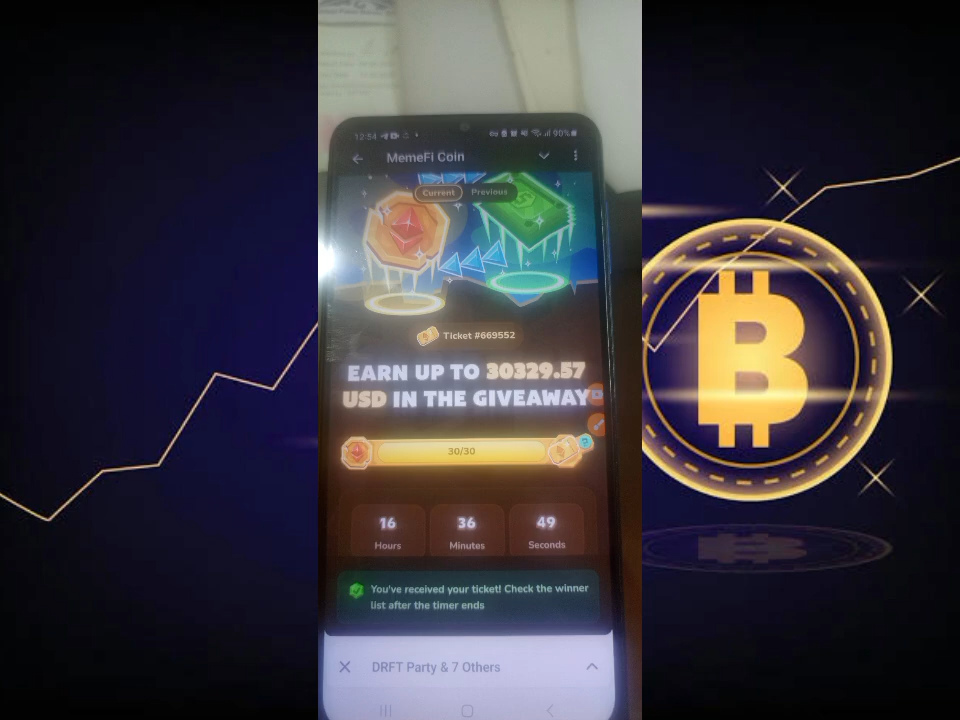 12:54
90%
MemeFi Coin
Current Previous
Ticket #669552
EARN UP TO 30329.57
USD IN THE GIVEAWAY
30/30
16 36 49
Hours Minutes Seconds
You've received your ticket! Check the winner
list after the timer ends
DRFT Party & 7 Others